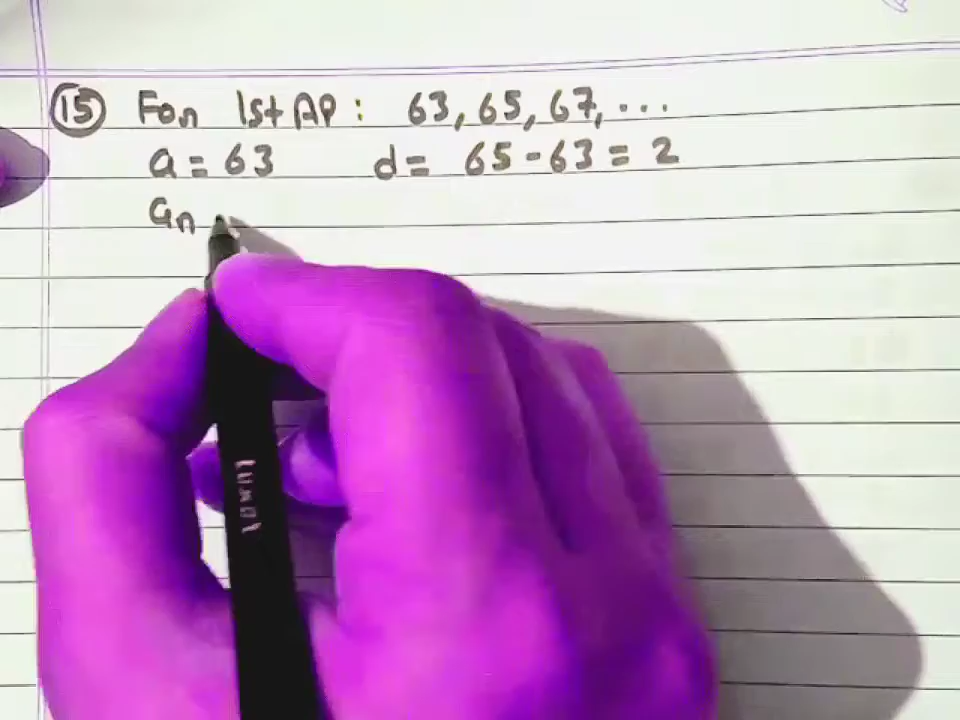 15 For 1st AP: 63, 65, 67, ...
a = 63 d = 65 - 63 = 2
an